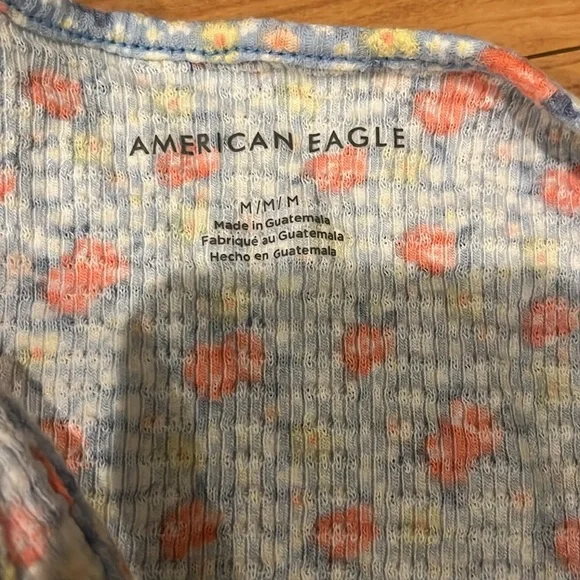 AMERICAN EAGLE
M/M/M
Made in Guatemala
Fabriqué au Guatemala
Hecho en Guatemala